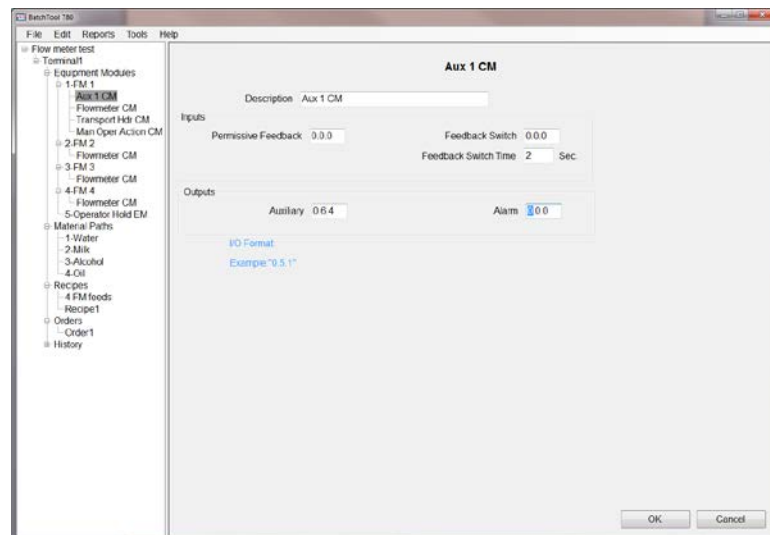 BatchTool 780
File Edit Reports Tools Help
Flow meter test
Terminal1
Equipment Modules
1-FM 1
Aux 1 CM
Flowmeter CM
Transport Hdr CM
Man Oper Action CM
2-FM 2
Flowmeter CM
3-FM 3
Flowmeter CM
4-FM 4
Flowmeter CM
5-Operator Hold EM
Material Paths
1-Water
2-Milk
3-Alcohol
4-Oil
Recipes
4 FM feeds
Recipe1
Orders
Order1
History
Aux 1 CM
Description Aux 1 CM
Inputs
Permissive Feedback 0.0.0 Feedback Switch 0.0.0
Feedback Switch Time 2 Sec.
Outputs
Auxiliary 0.6.4 Alarm 0.0.0
I/O Format:
Example "0.5.1"
OK Cancel